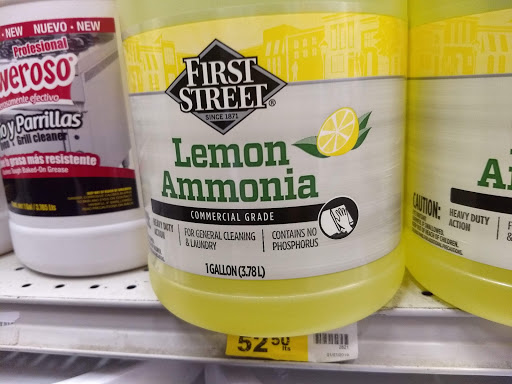 NEW NUEVO • NEW
Profesional
veroso
Parrillas
Grill cleaner
grasa más resistente
Baked-On Grease
FIRST
STREET®
SINCE 1871
Lemon
Ammonia
COMMERCIAL GRADE
HEAVY DUTY
ACTION
FOR GENERAL CLEANING
& LAUNDRY
CONTAINS NO
PHOSPHORUS
1 GALLON (3.78 L)
CAUTION:
HEAVY DUTY
ACTION
52 50